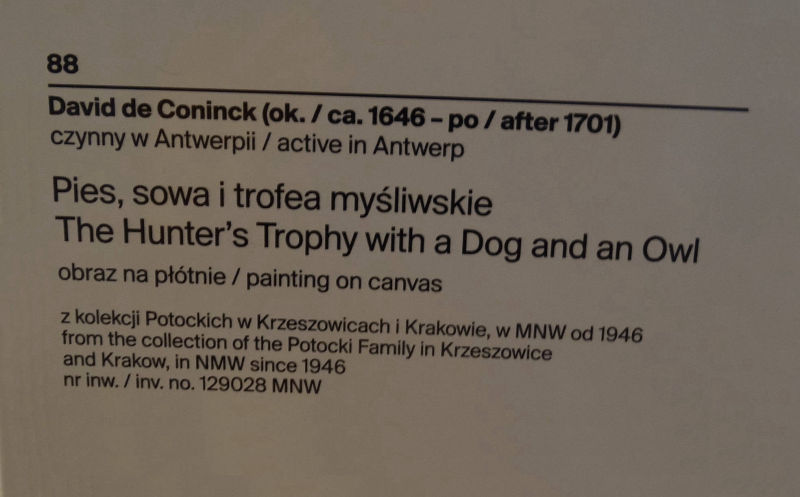 88
David de Coninck (ok. / ca. 1646 – po / after 1701)
czynny w Antwerpii / active in Antwerp
Pies, sowa i trofea myśliwskie
The Hunter's Trophy with a Dog and an Owl
obraz na płótnie / painting on canvas
z kolekcji Potockich w Krzeszowicach i Krakowie, w MNW od 1946
from the collection of the Potocki Family in Krzeszowice
and Krakow, in NMW since 1946
nr inw. / inv. no. 129028 MNW